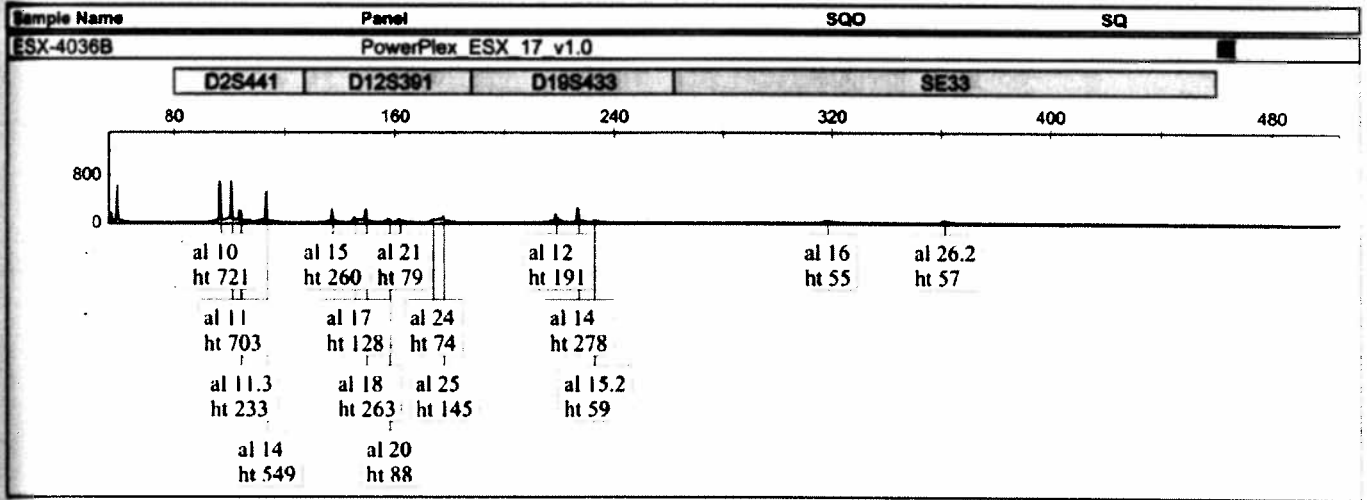 Sample Name Panel SQO SQ
ESX-4036B PowerPlex_ESX_17_v1.0
D2S441 D12S391 D19S433 SE33
80 160 240 320 400 480
800
0
al 10 al 15 al 21 al 12 al 16 al 26.2
ht 721 ht 260 ht 79 ht 191 ht 55 ht 57
al 11 al 17 al 24 al 14
ht 703 ht 128 ht 74 ht 278
al 11.3 al 18 al 25 al 15.2
ht 233 ht 263 ht 145 ht 59
al 14 al 20
ht 549 ht 88